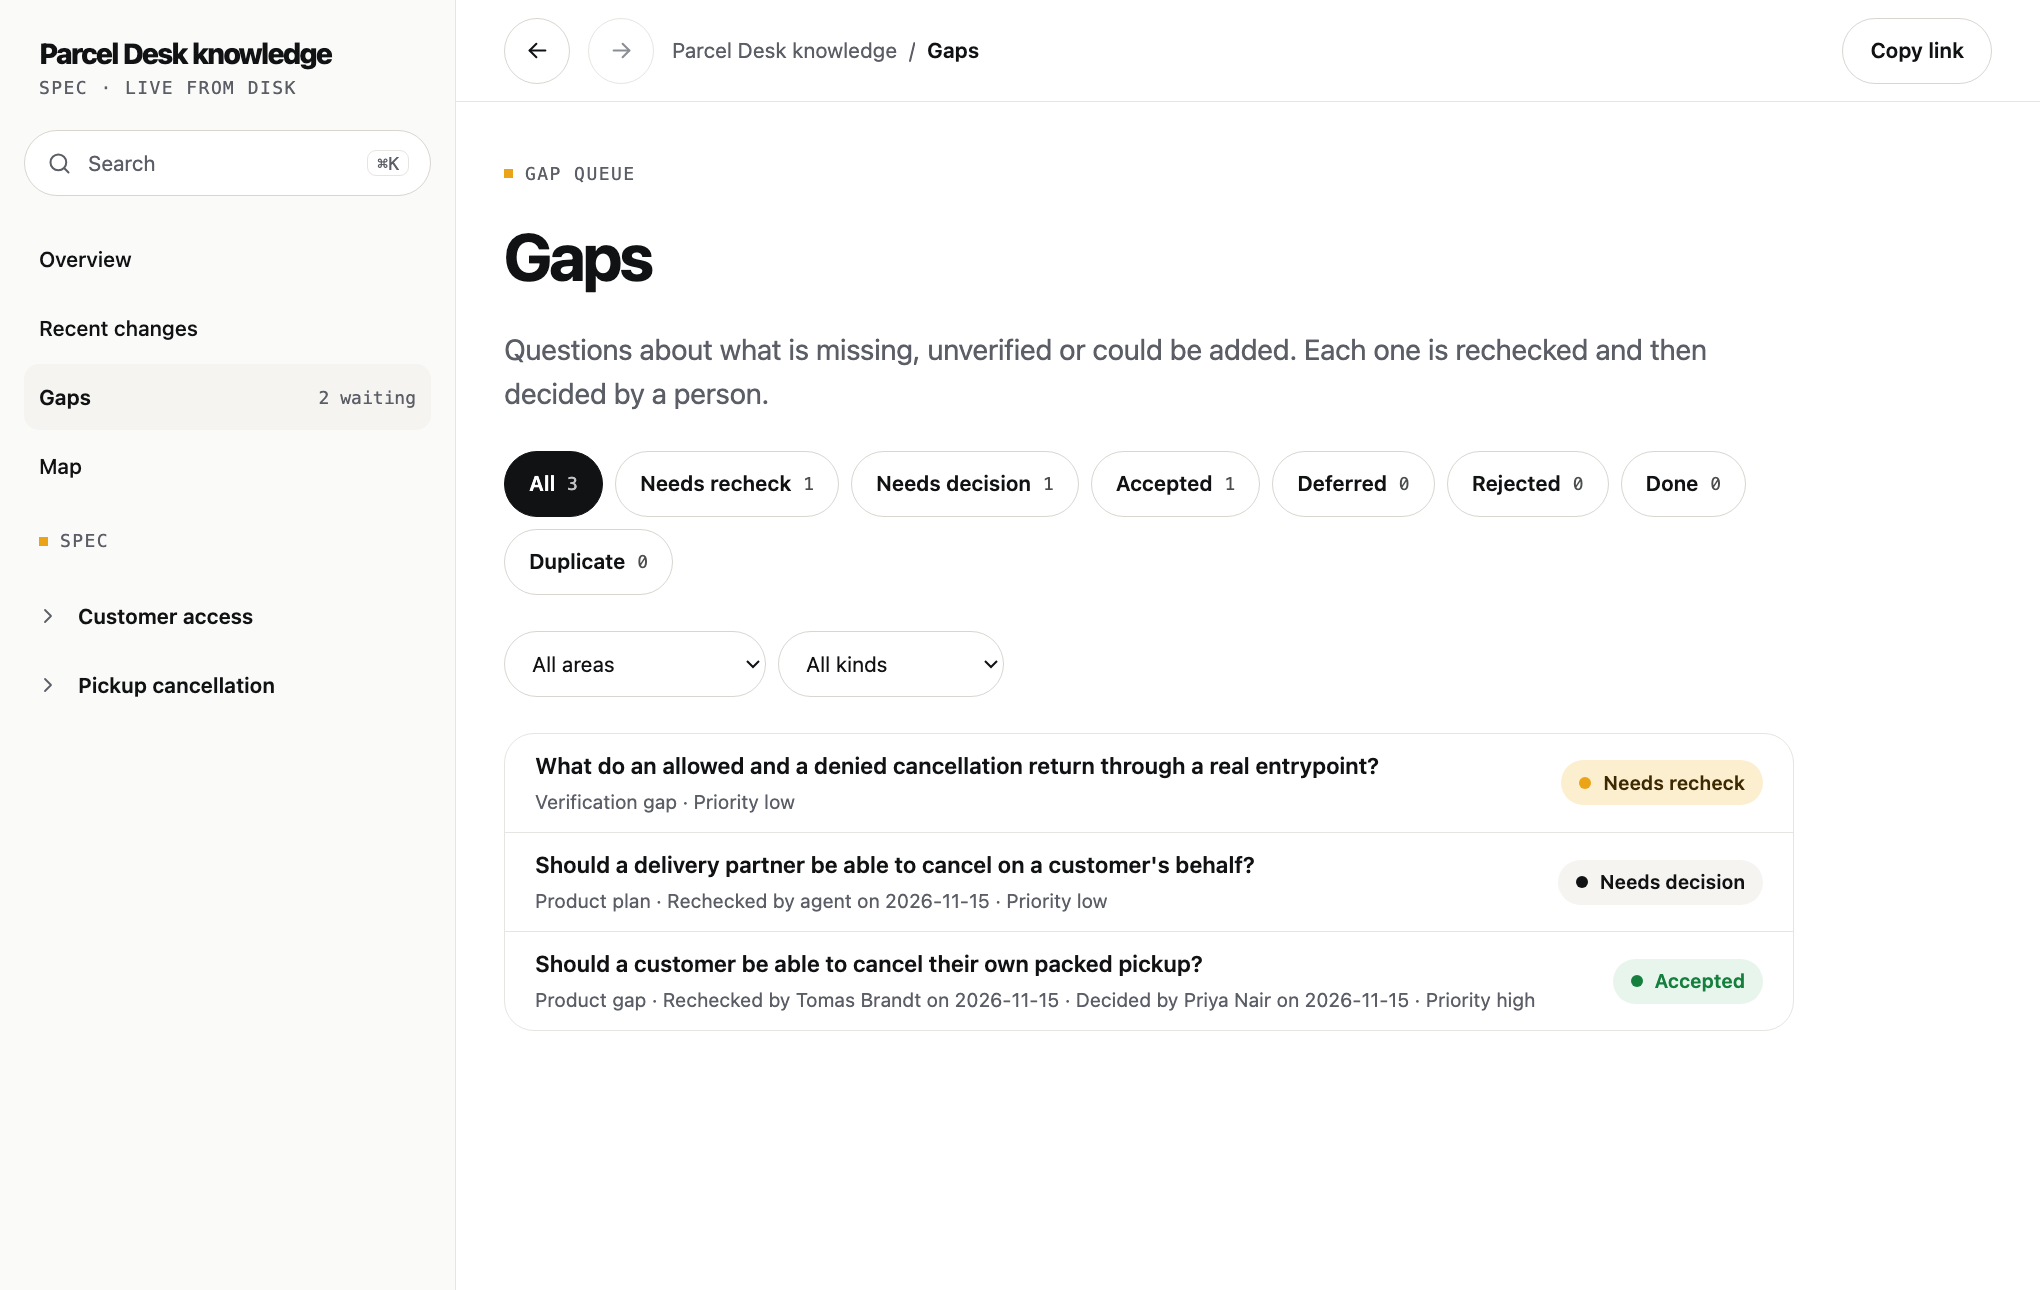 Parcel Desk knowledge
SPEC · LIVE FROM DISK
Search ⌘K
Overview
Recent changes
Gaps 2 waiting
Map
SPEC
Customer access
Pickup cancellation
Parcel Desk knowledge / Gaps
Copy link
GAP QUEUE
Gaps
Questions about what is missing, unverified or could be added. Each one is rechecked and then
decided by a person.
All 3 Needs recheck 1 Needs decision 1 Accepted 1 Deferred 0 Rejected 0 Done 0
Duplicate 0
All areas All kinds
What do an allowed and a denied cancellation return through a real entrypoint?
Verification gap · Priority low
Needs recheck
Should a delivery partner be able to cancel on a customer's behalf?
Product plan · Rechecked by agent on 2026-11-15 · Priority low
Needs decision
Should a customer be able to cancel their own packed pickup?
Product gap · Rechecked by Tomas Brandt on 2026-11-15 · Decided by Priya Nair on 2026-11-15 · Priority high
Accepted